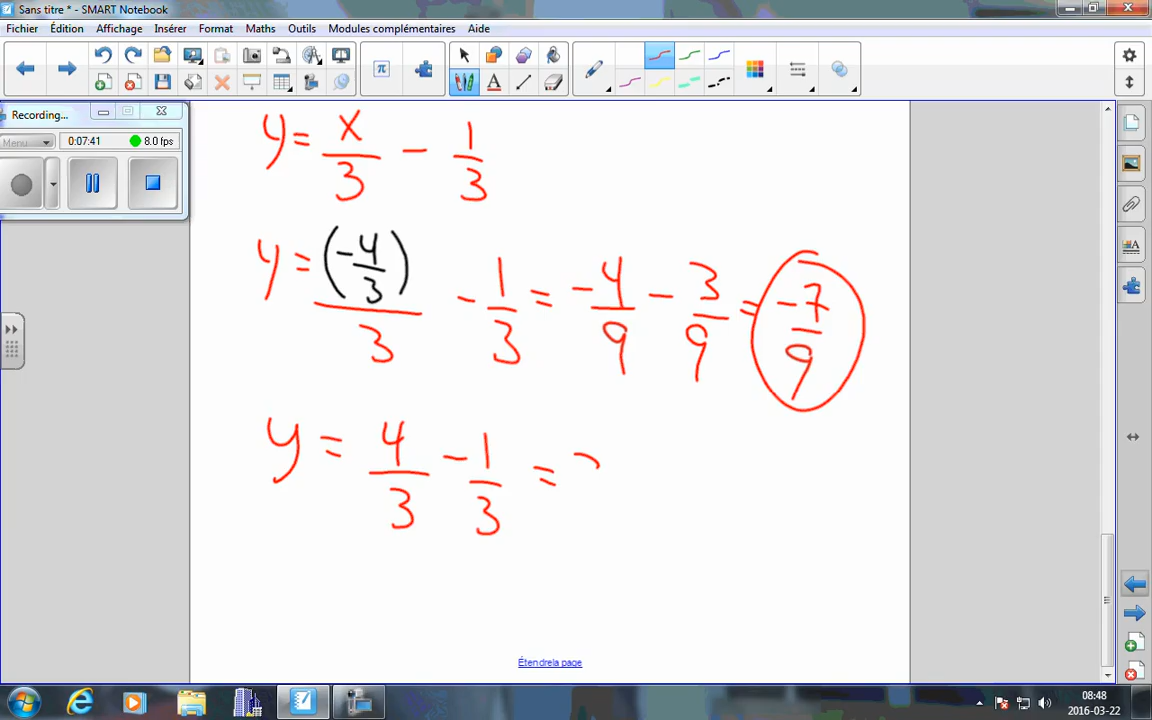 Sans titre * - SMART Notebook
Fichier Édition Affichage Insérer Format Maths Outils Modules complémentaires Aide
Recording...
Menu 0:07:41 8.0 fps
y = x/3 - 1/3
y = (-4/3)/3 - 1/3 = -4/9 - 3/9 = -7/9
y = 4/3 - 1/3 =
Étendrela page
08:48
2016-03-22